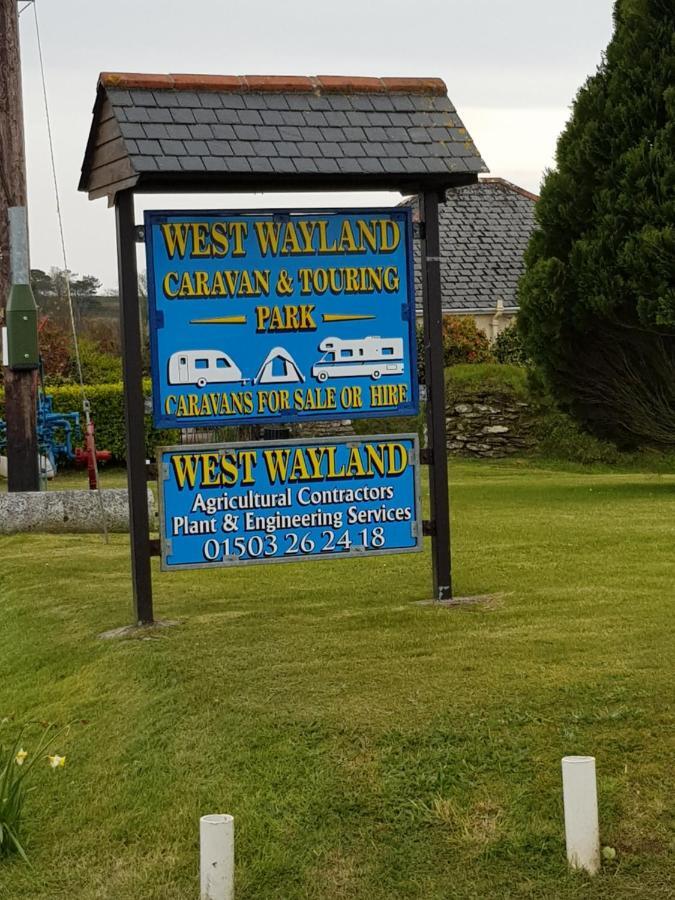 WEST WAYLAND
CARAVAN & TOURING
PARK
CARAVANS FOR SALE OR HIRE
WEST WAYLAND
Agricultural Contractors
Plant & Engineering Services
01503 26 24 18